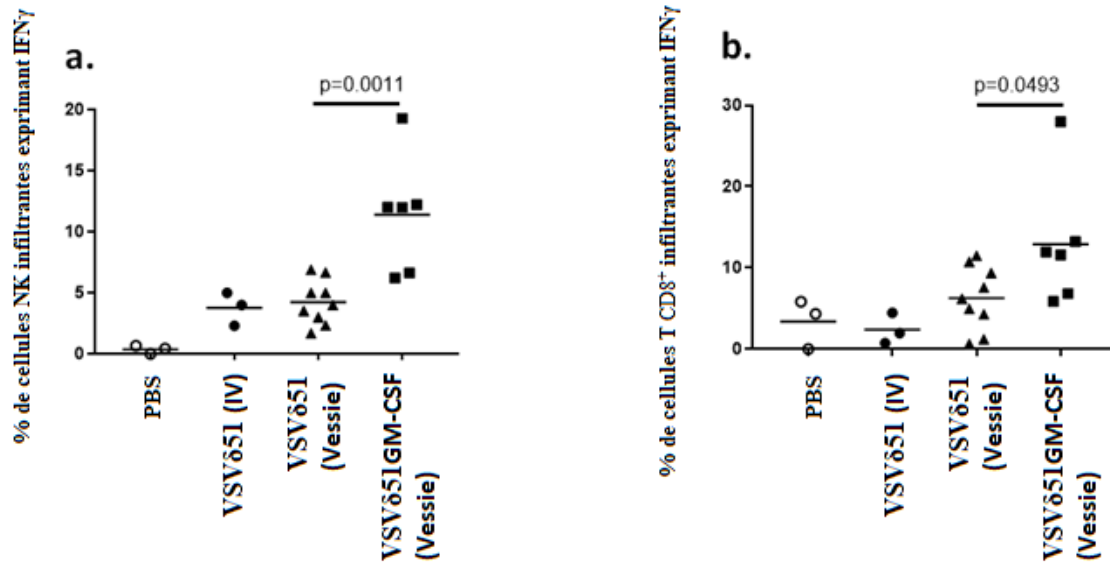 a.
% de cellules NK infiltrantes exprimant IFNγ
p=0.0011
20
15
10
5
0
PBS
VSVδ51 (IV)
VSVδ51
(Vessie)
VSVδ51GM-CSF
(Vessie)
b.
% de cellules T CD8⁺ infiltrantes exprimant IFNγ
p=0.0493
30
20
10
0
PBS
VSVδ51 (IV)
VSVδ51
(Vessie)
VSVδ51GM-CSF
(Vessie)